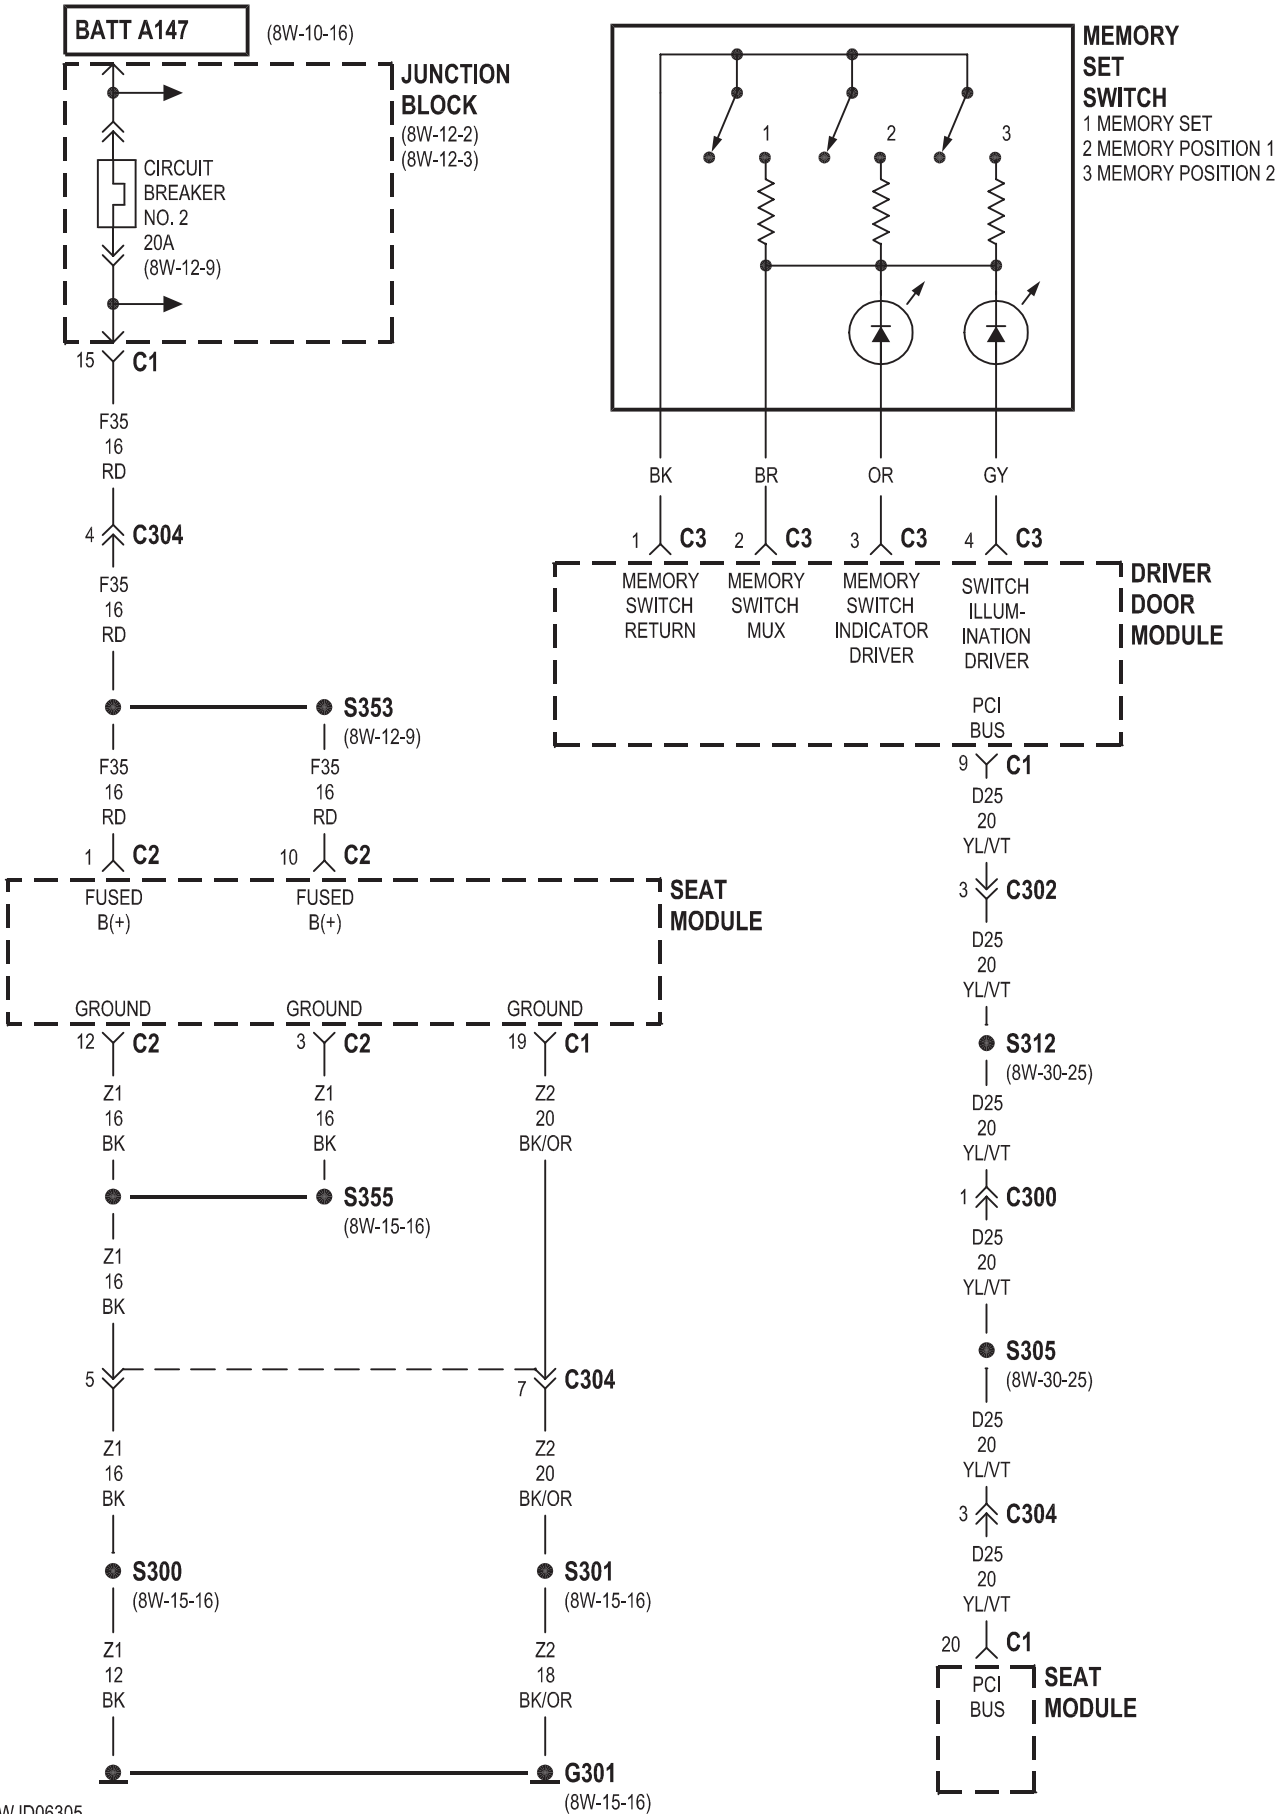 BATT A147
(8W-10-16)
JUNCTION
BLOCK
(8W-12-2)
(8W-12-3)
CIRCUIT
BREAKER
NO. 2
20A
(8W-12-9)
15 C1
F35
16
RD
4 C304
F35
16
RD
S353
(8W-12-9)
F35
16
RD
F35
16
RD
1 C2
10 C2
SEAT
MODULE
FUSED
B(+)
FUSED
B(+)
GROUND
GROUND
GROUND
12 C2
3 C2
19 C1
Z1
16
BK
Z1
16
BK
Z2
20
BK/OR
S355
(8W-15-16)
Z1
16
BK
5
7 C304
Z1
16
BK
Z2
20
BK/OR
S300
(8W-15-16)
S301
(8W-15-16)
Z1
12
BK
Z2
18
BK/OR
G301
(8W-15-16)
MEMORY
SET
SWITCH
1 MEMORY SET
2 MEMORY POSITION 1
3 MEMORY POSITION 2
1
2
3
BK
BR
OR
GY
1 C3
2 C3
3 C3
4 C3
DRIVER
DOOR
MODULE
MEMORY
SWITCH
RETURN
MEMORY
SWITCH
MUX
MEMORY
SWITCH
INDICATOR
DRIVER
SWITCH
ILLUM-
INATION
DRIVER
PCI
BUS
9 C1
D25
20
YL/VT
3 C302
D25
20
YL/VT
S312
(8W-30-25)
D25
20
YL/VT
1 C300
D25
20
YL/VT
S305
(8W-30-25)
D25
20
YL/VT
3 C304
D25
20
YL/VT
20 C1
SEAT
MODULE
PCI
BUS